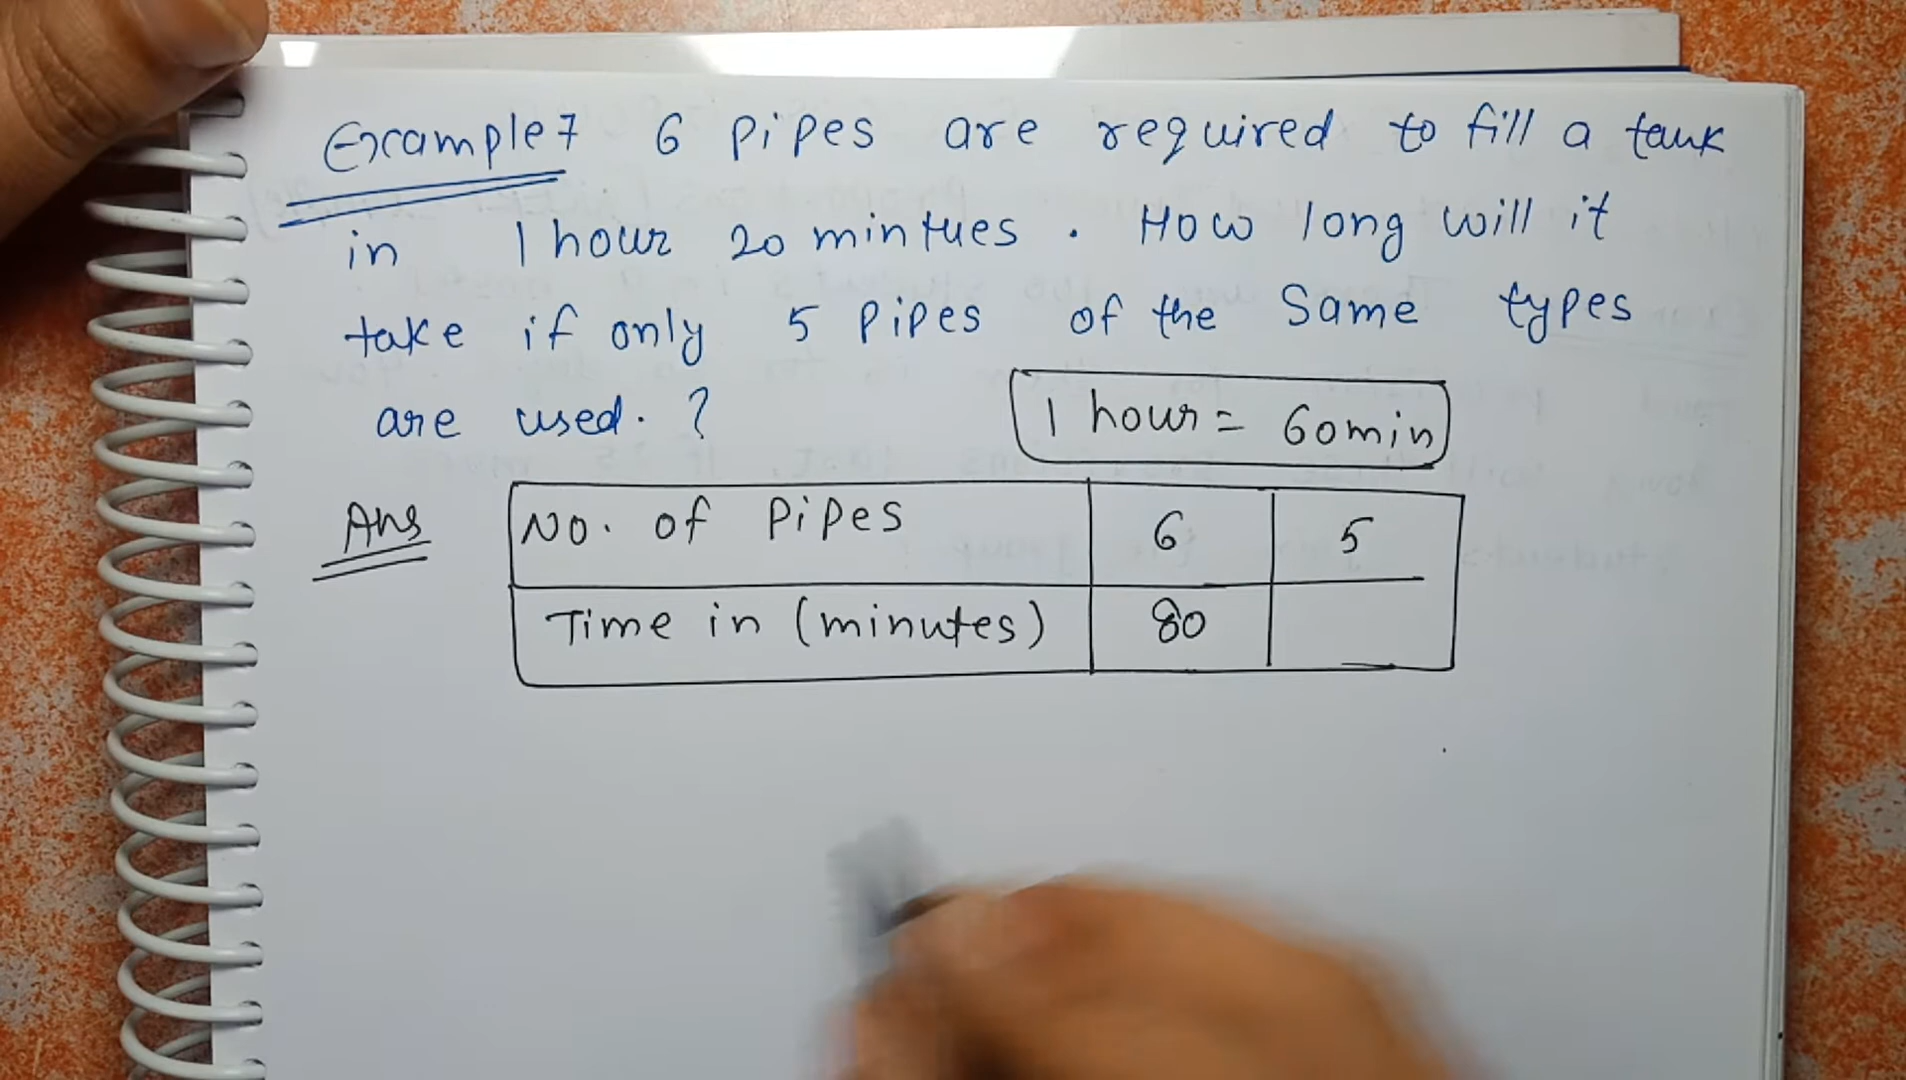 Example 7 6 pipes are required to fill a tank
in 1 hour 20 mintues. How long will it
take if only 5 pipes of the same types
are used. ?
1 hour = 60 min
Ans
No. of pipes 6 5
Time in (minutes) 80